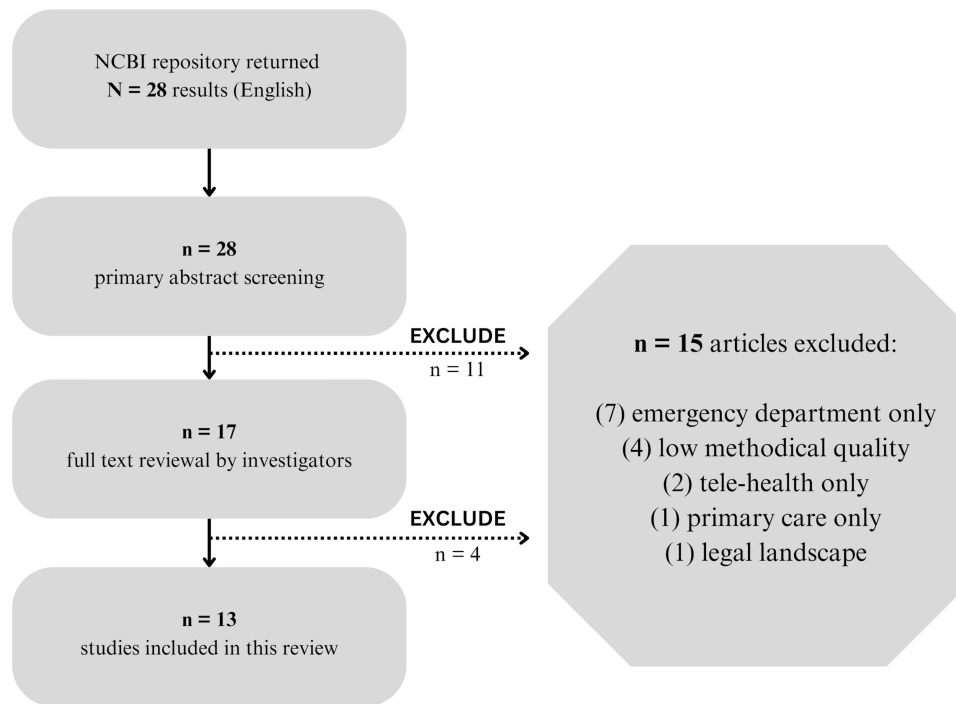 NCBI repository returned
N = 28 results (English)
n = 28
primary abstract screening
EXCLUDE
n = 11
n = 17
full text reviewal by investigators
EXCLUDE
n = 4
n = 13
studies included in this review
n = 15 articles excluded:
(7) emergency department only
(4) low methodical quality
(2) tele-health only
(1) primary care only
(1) legal landscape